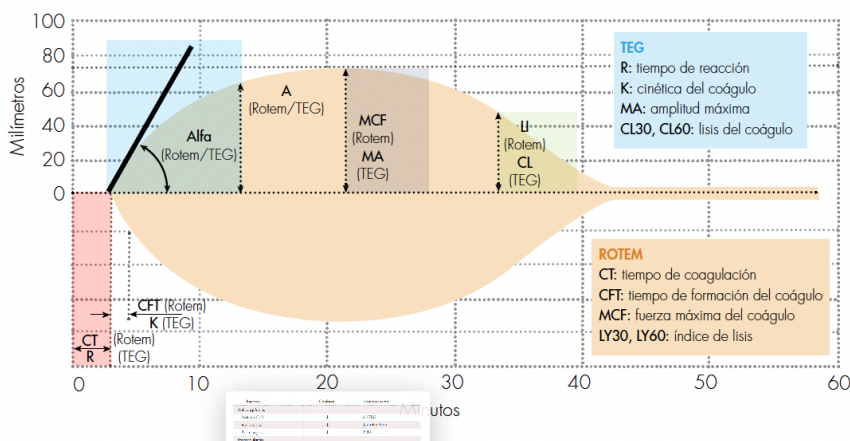 100
80
60
40
20
0
Milímetros
Alfa
(Rotem/TEG)
A
(Rotem/TEG)
MCF
(Rotem)
MA
(TEG)
LI
(Rotem)
CL
(TEG)
TEG
R: tiempo de reacción
K: cinética del coágulo
MA: amplitud máxima
CL30, CL60: lisis del coágulo
ROTEM
CT: tiempo de coagulación
CFT: tiempo de formación del coágulo
MCF: fuerza máxima del coágulo
LY30, LY60: índice de lisis
CFT (Rotem)
K (TEG)
CT (Rotem)
R (TEG)
0 10 20 30 40 50 60
Minutos